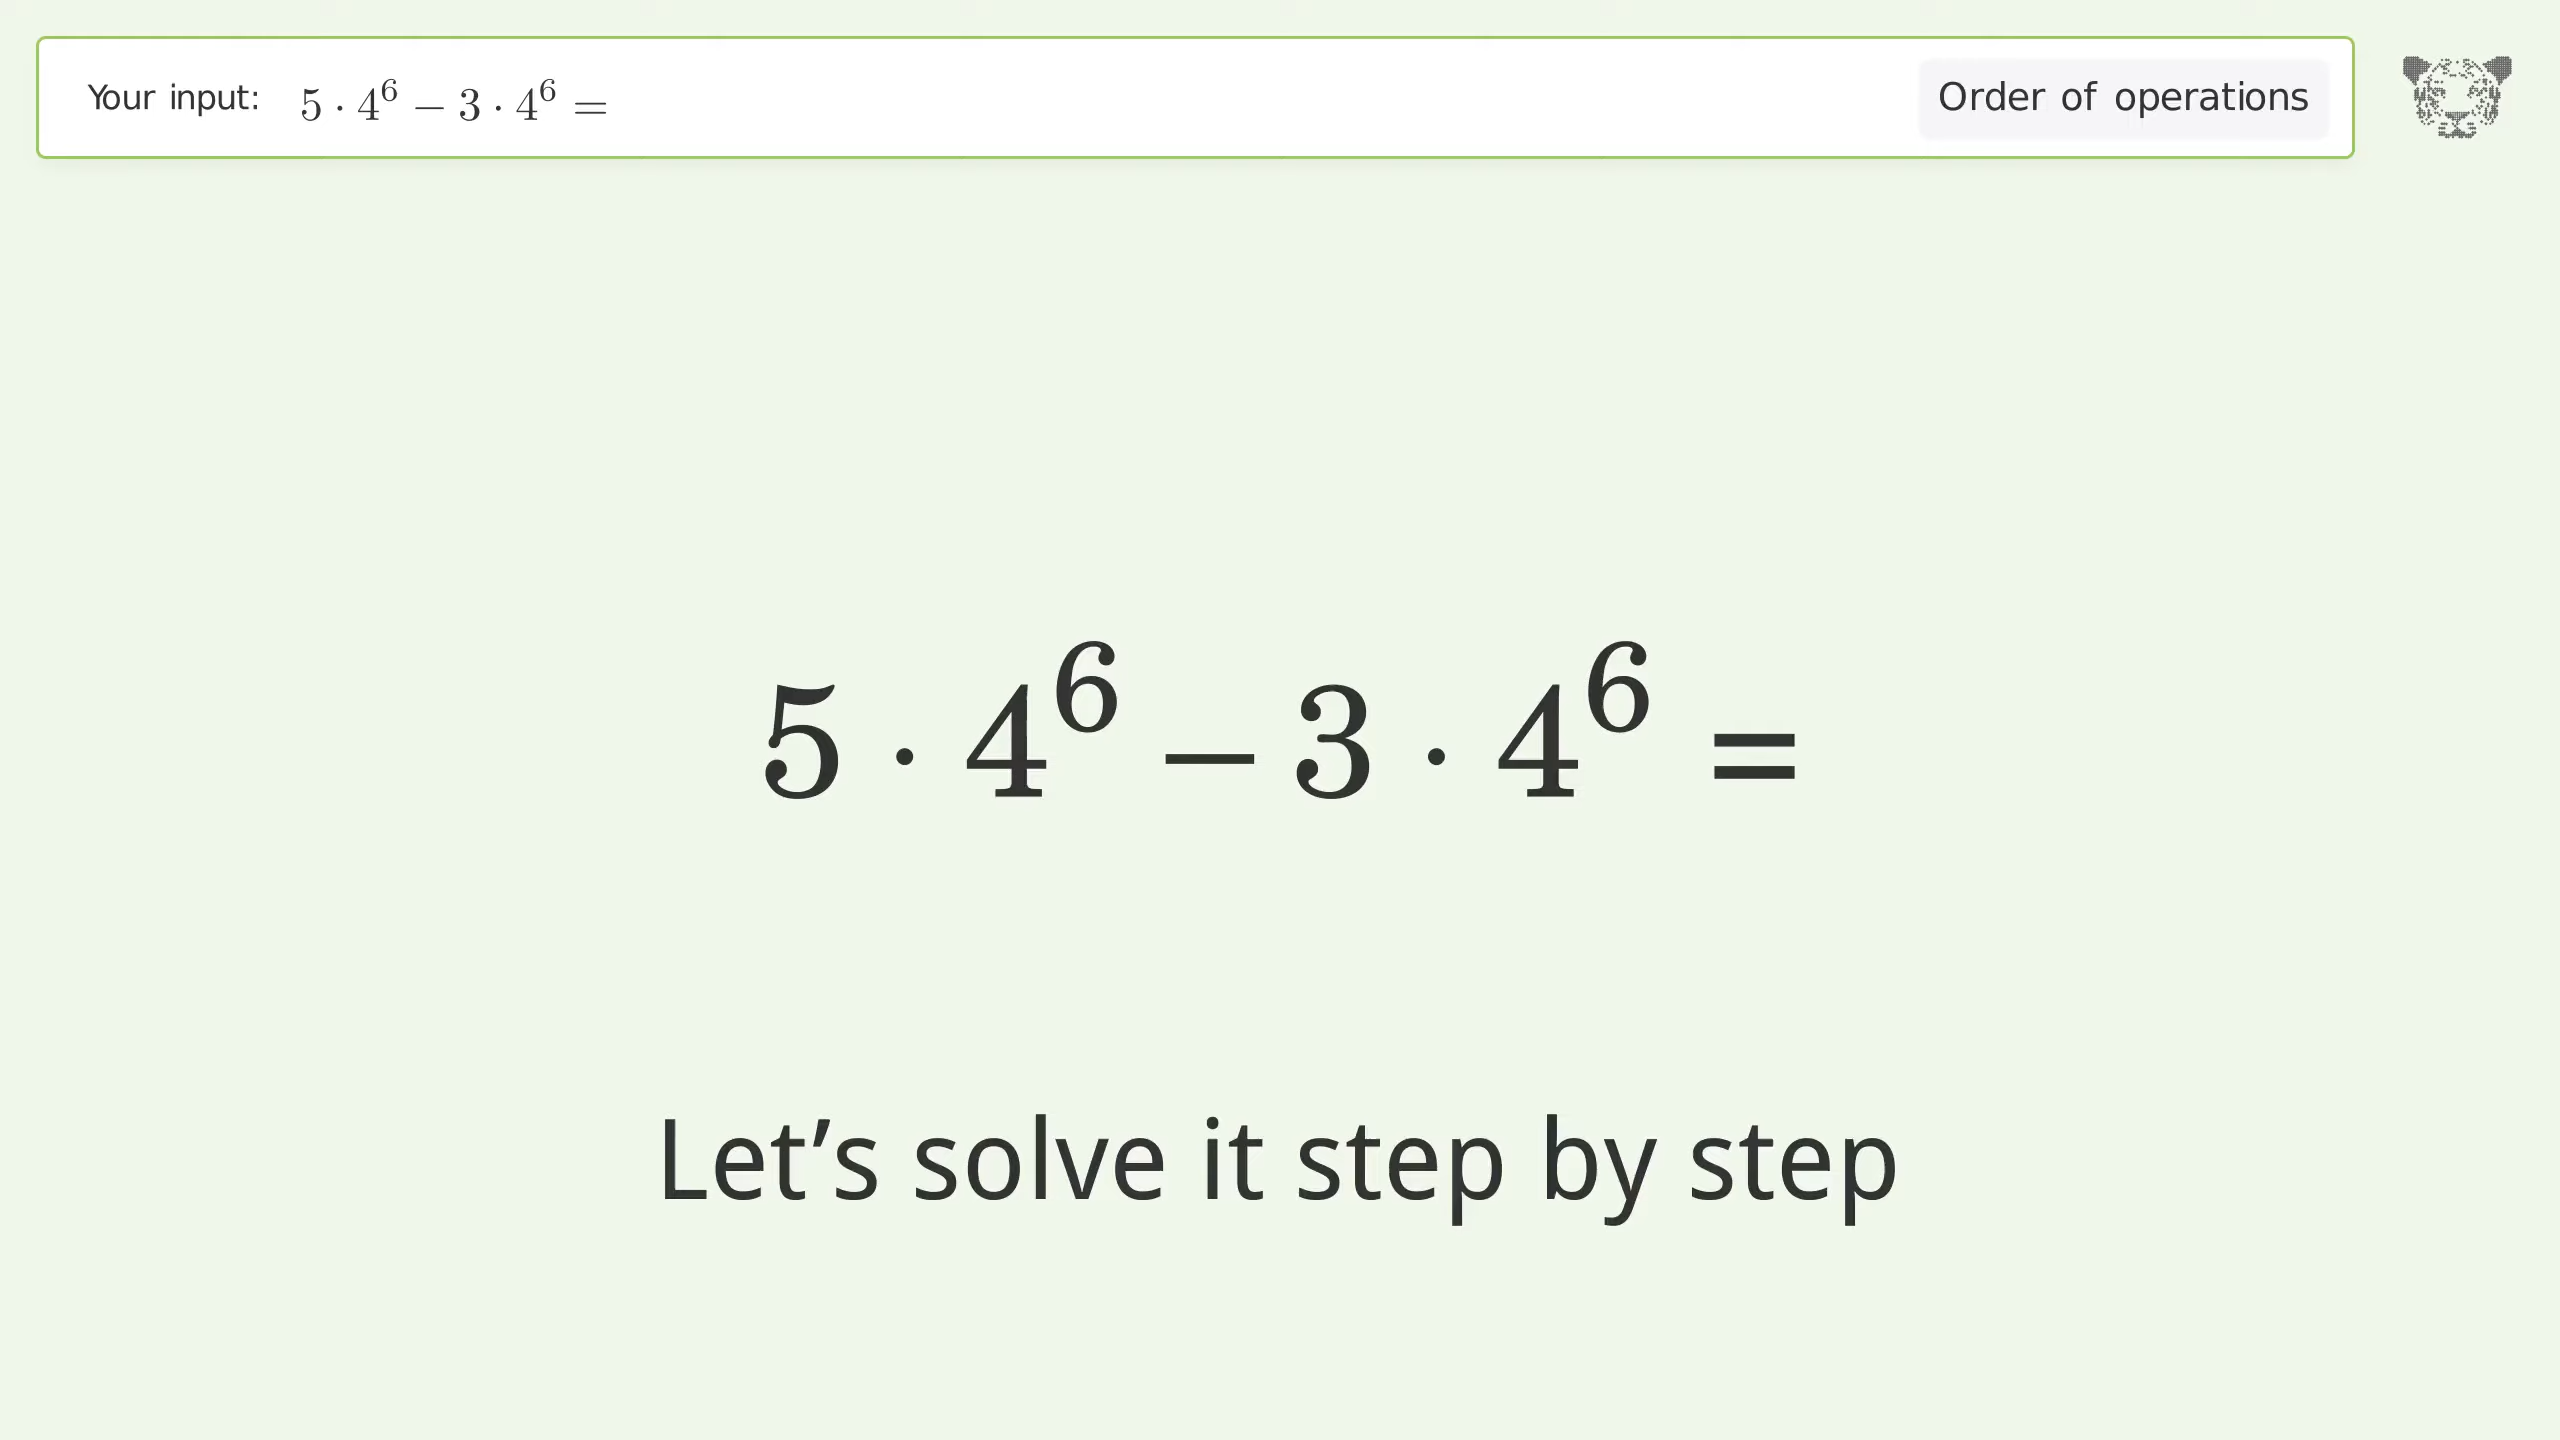 Your input: 5 · 4⁶ – 3 · 4⁶ =
Order of operations
5 · 4⁶ – 3 · 4⁶ =
Let’s solve it step by step